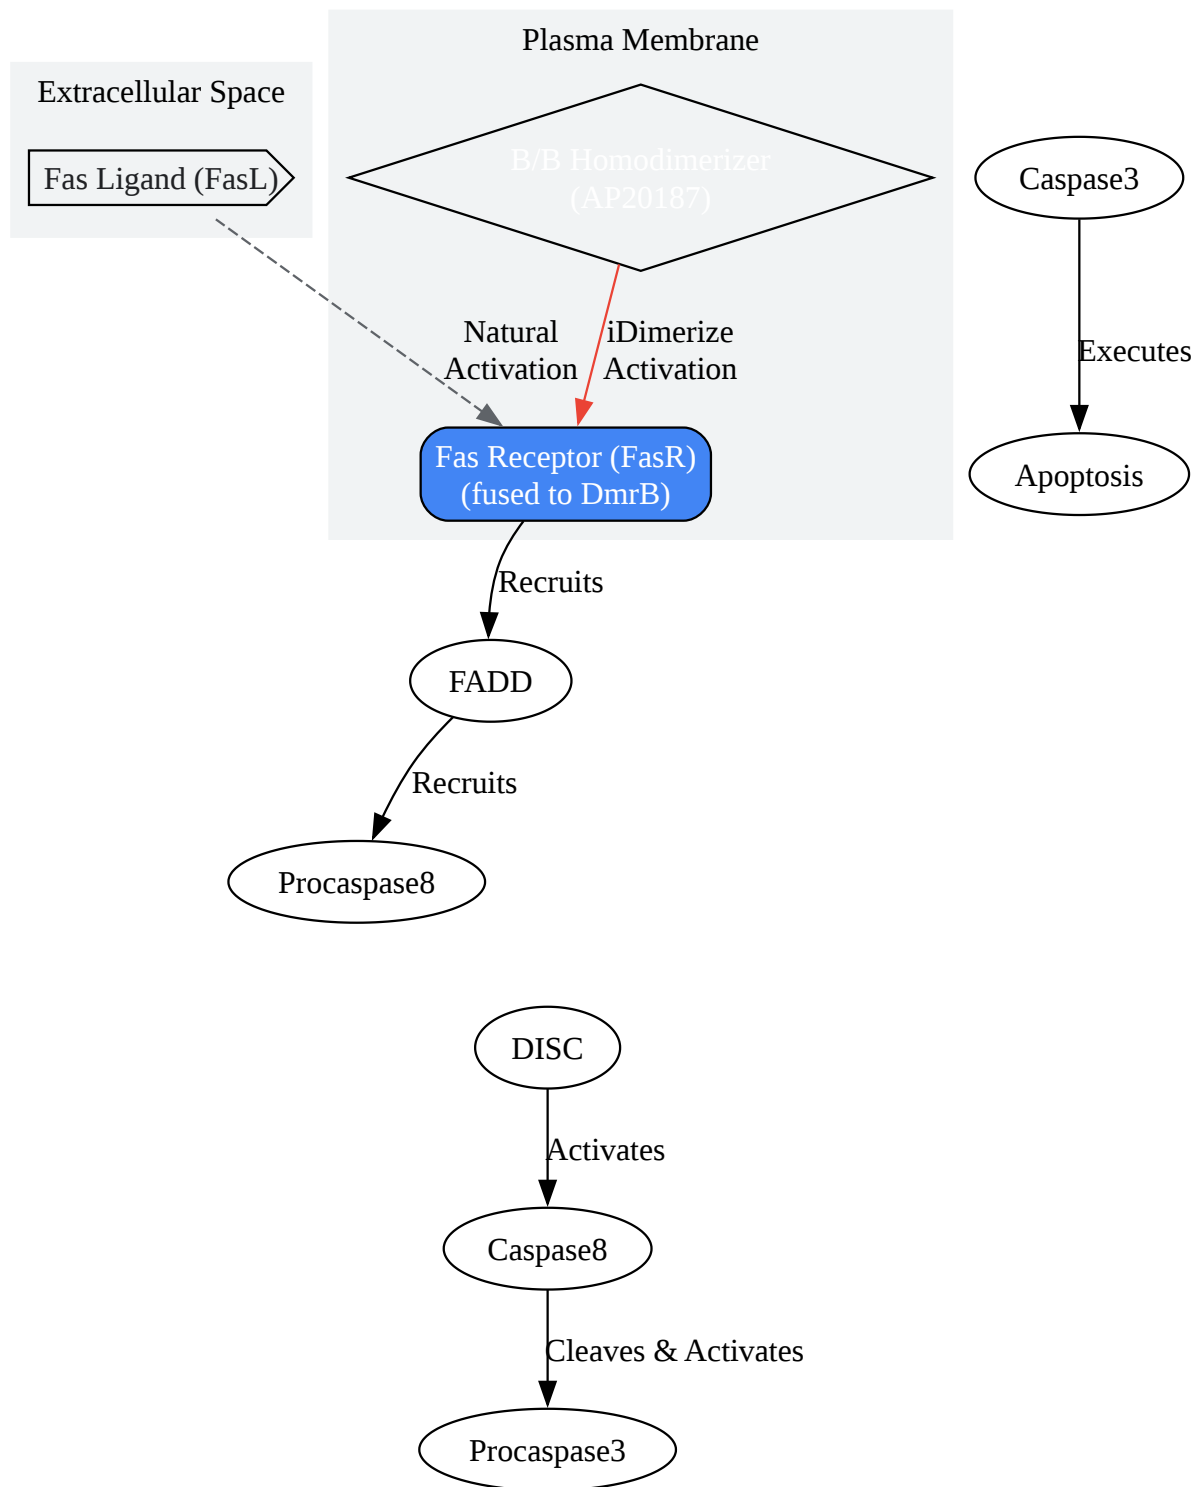 Plasma Membrane
Extracellular Space
Fas Ligand (FasL)
B/B Homodimerizer
(AP20187)
Caspase3
Natural
Activation
iDimerize
Activation
Executes
Fas Receptor (FasR)
(fused to DmrB)
Apoptosis
Recruits
FADD
Recruits
Procaspase8
DISC
Activates
Caspase8
Cleaves & Activates
Procaspase3